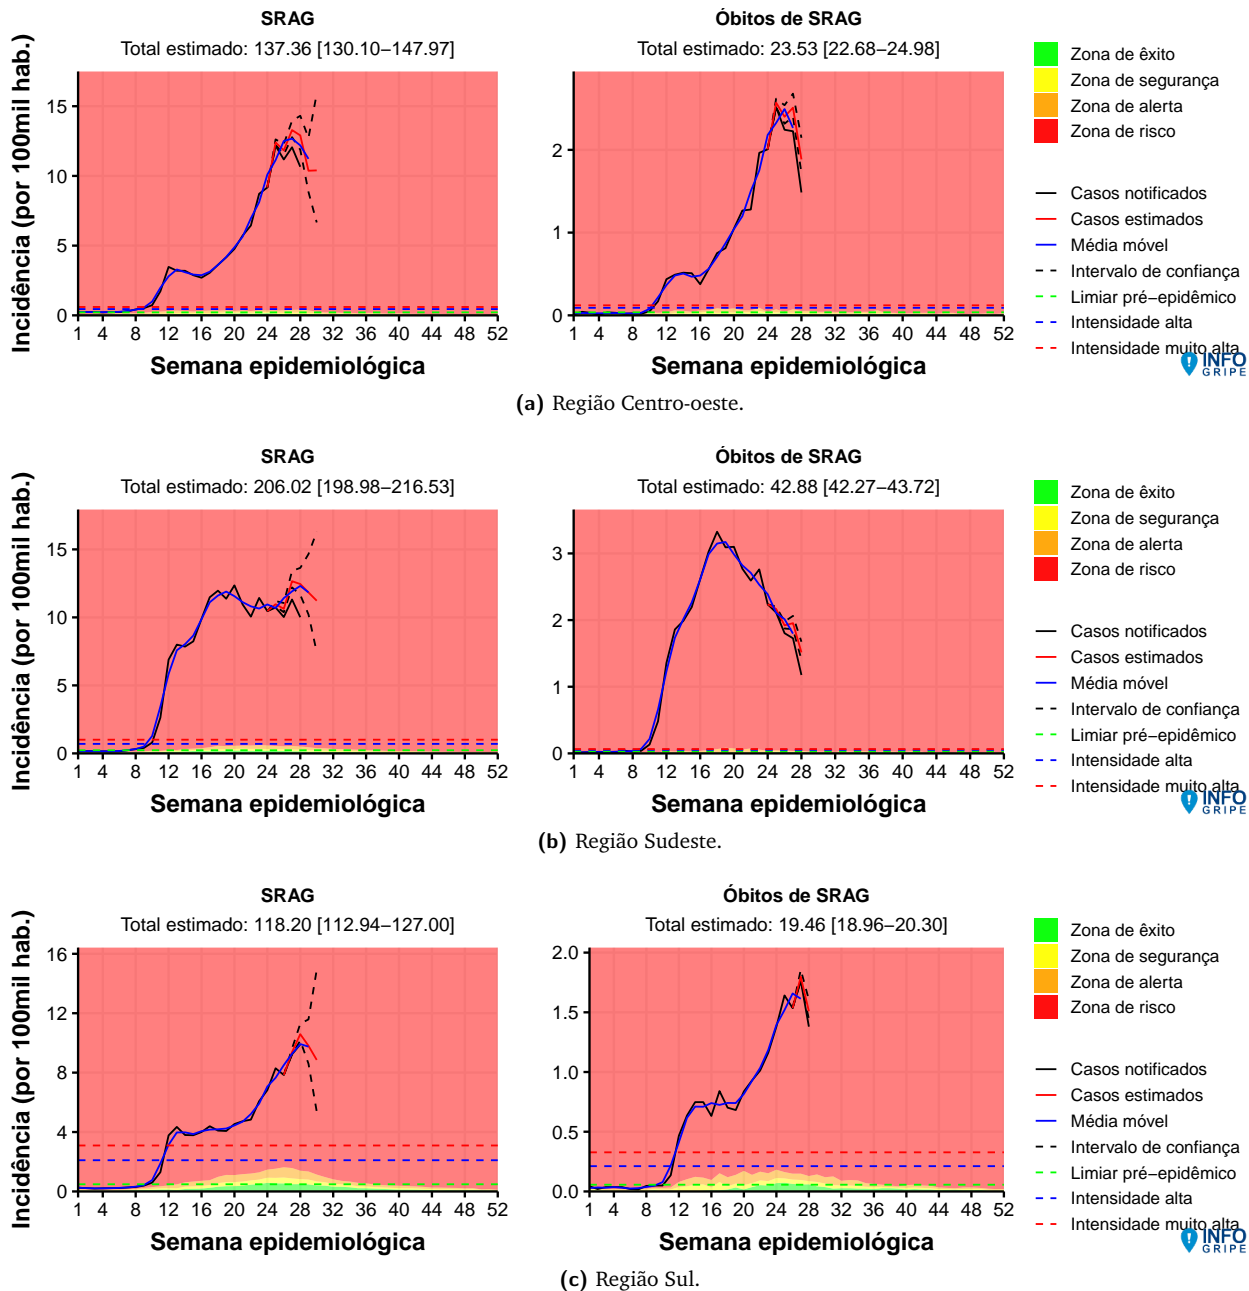 SRAG
Total estimado: 137.36 [130.10−147.97]
Incidência (por 100mil hab.)
15
10
5
0
1 4 8 12 16 20 24 28 32 36 40 44 48 52
Semana epidemiológica
Óbitos de SRAG
Total estimado: 23.53 [22.68−24.98]
2
1
0
1 4 8 12 16 20 24 28 32 36 40 44 48 52
Semana epidemiológica
Zona de êxito
Zona de segurança
Zona de alerta
Zona de risco
Casos notificados
Casos estimados
Média móvel
Intervalo de confiança
Limiar pré−epidêmico
Intensidade alta
Intensidade muito alta
INFO
GRIPE
(a) Região Centro-oeste.
SRAG
Total estimado: 206.02 [198.98−216.53]
Incidência (por 100mil hab.)
15
10
5
0
1 4 8 12 16 20 24 28 32 36 40 44 48 52
Semana epidemiológica
Óbitos de SRAG
Total estimado: 42.88 [42.27−43.72]
3
2
1
0
1 4 8 12 16 20 24 28 32 36 40 44 48 52
Semana epidemiológica
Zona de êxito
Zona de segurança
Zona de alerta
Zona de risco
Casos notificados
Casos estimados
Média móvel
Intervalo de confiança
Limiar pré−epidêmico
Intensidade alta
Intensidade muito alta
INFO
GRIPE
(b) Região Sudeste.
SRAG
Total estimado: 118.20 [112.94−127.00]
Incidência (por 100mil hab.)
16
12
8
4
0
1 4 8 12 16 20 24 28 32 36 40 44 48 52
Semana epidemiológica
Óbitos de SRAG
Total estimado: 19.46 [18.96−20.30]
2.0
1.5
1.0
0.5
0.0
1 4 8 12 16 20 24 28 32 36 40 44 48 52
Semana epidemiológica
Zona de êxito
Zona de segurança
Zona de alerta
Zona de risco
Casos notificados
Casos estimados
Média móvel
Intervalo de confiança
Limiar pré−epidêmico
Intensidade alta
Intensidade muito alta
INFO
GRIPE
(c) Região Sul.